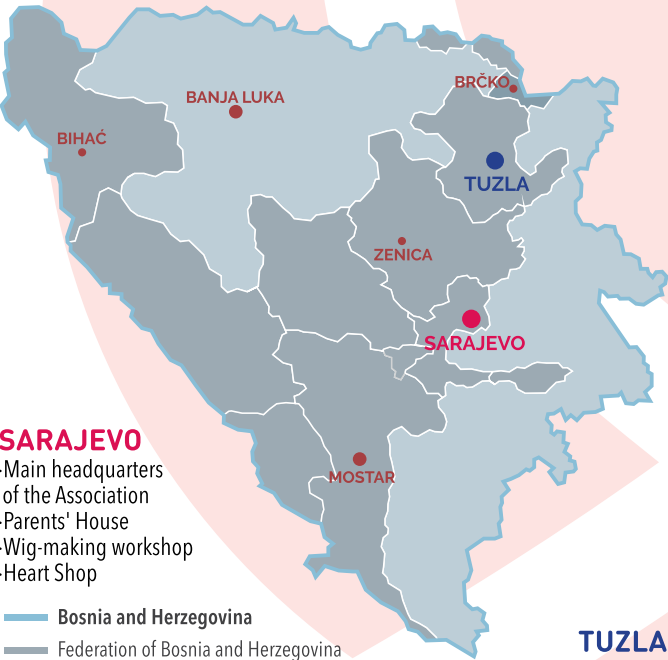 BRČKO
BANJA LUKA
BIHAĆ
TUZLA
ZENICA
SARAJEVO
MOSTAR
SARAJEVO
·Main headquarters
of the Association
·Parents' House
·Wig-making workshop
·Heart Shop
Bosnia and Herzegovina
Federation of Bosnia and Herzegovina
TUZLA